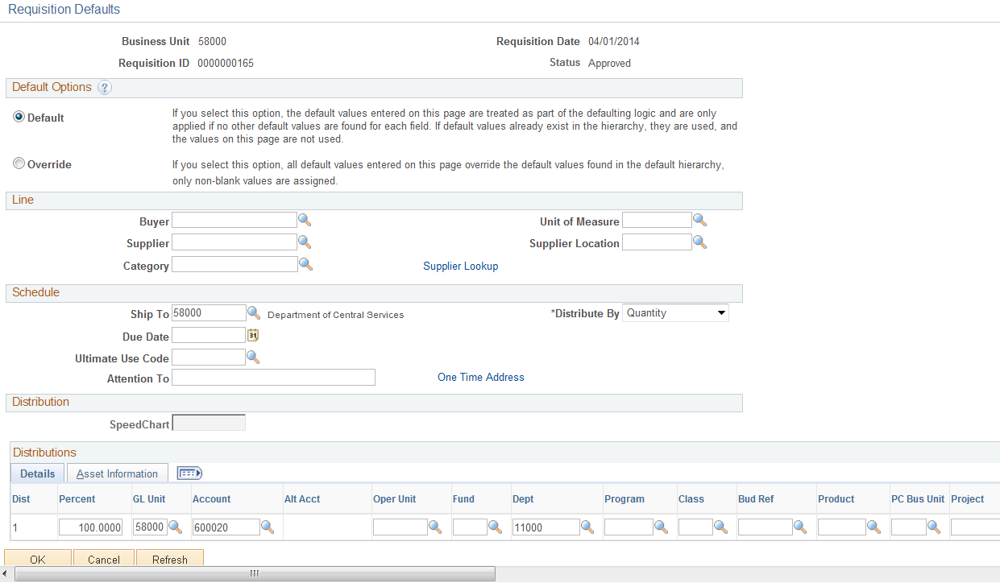 Requisition Defaults
Business Unit 58000 Requisition Date 04/01/2014
Requisition ID 0000000165 Status Approved
Default Options ?
Default If you select this option, the default values entered on this page are treated as part of the defaulting logic and are only
applied if no other default values are found for each field. If default values already exist in the hierarchy, they are used, and
the values on this page are not used.
Override If you select this option, all default values entered on this page override the default values found in the default hierarchy,
only non-blank values are assigned.
Line
Buyer Unit of Measure
Supplier Supplier Location
Category Supplier Lookup
Schedule
Ship To 58000 Department of Central Services *Distribute By Quantity
Due Date 31
Ultimate Use Code
Attention To One Time Address
Distribution
SpeedChart
Distributions
Details Asset Information
Dist Percent GL Unit Account Alt Acct Oper Unit Fund Dept Program Class Bud Ref Product PC Bus Unit Project
1 100.0000 58000 600020 11000
OK Cancel Refresh